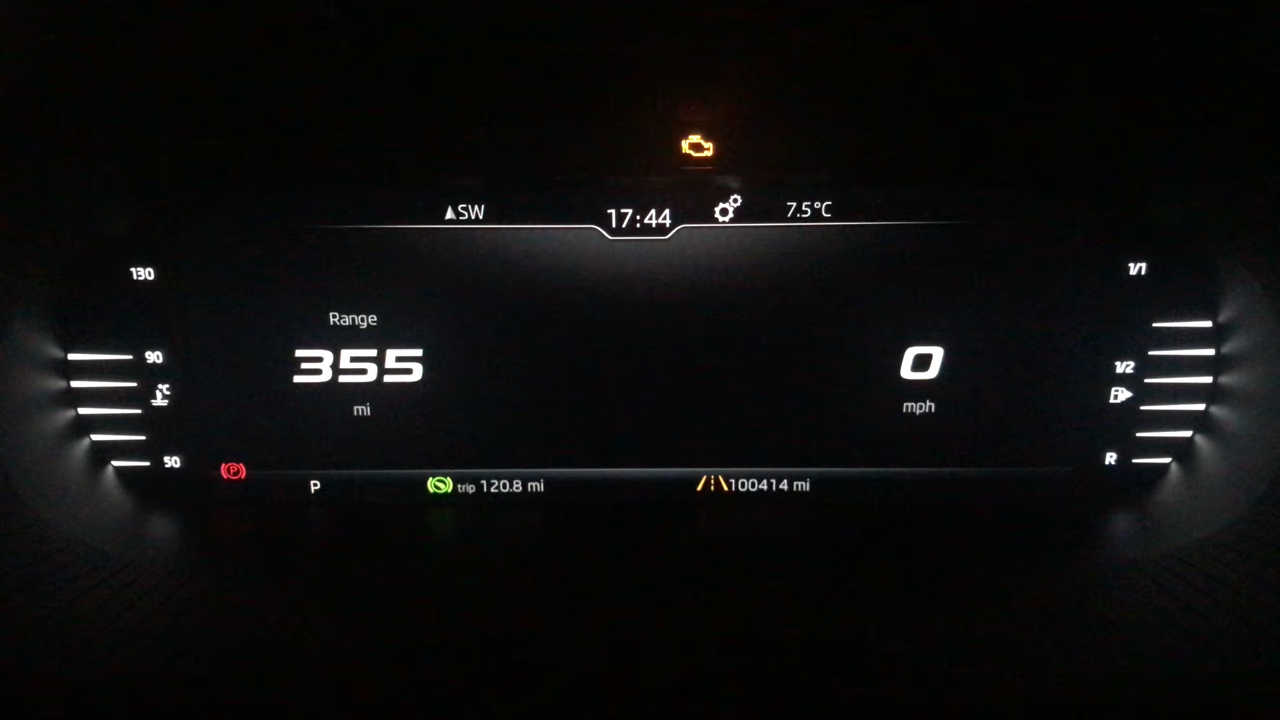 SW 17:44 7.5°C
130
1/1
Range
90
355
0
1/2
°C
mi
mph
50
R
P
P
trip 120.8 mi
100414 mi